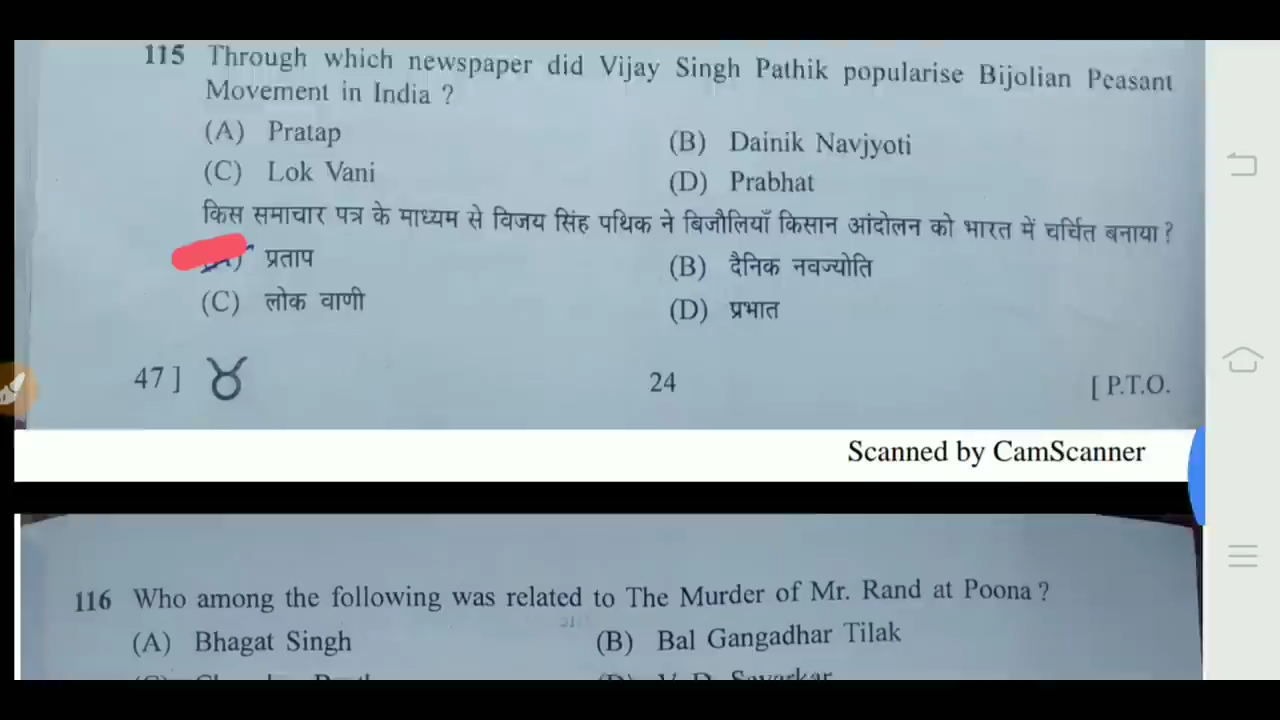 115 Through which newspaper did Vijay Singh Pathik popularise Bijolian Peasant
Movement in India ?
(A) Pratap (B) Dainik Navjyoti
(C) Lok Vani (D) Prabhat
किस समाचार पत्र के माध्यम से विजय सिंह पथिक ने बिजौलियाँ किसान आंदोलन को भारत में चर्चित बनाया ?
प्रताप (B) दैनिक नवज्योति
(C) लोक वाणी (D) प्रभात
47 ] ♉ 24 [ P.T.O.
Scanned by CamScanner
116 Who among the following was related to The Murder of Mr. Rand at Poona ?
(A) Bhagat Singh (B) Bal Gangadhar Tilak